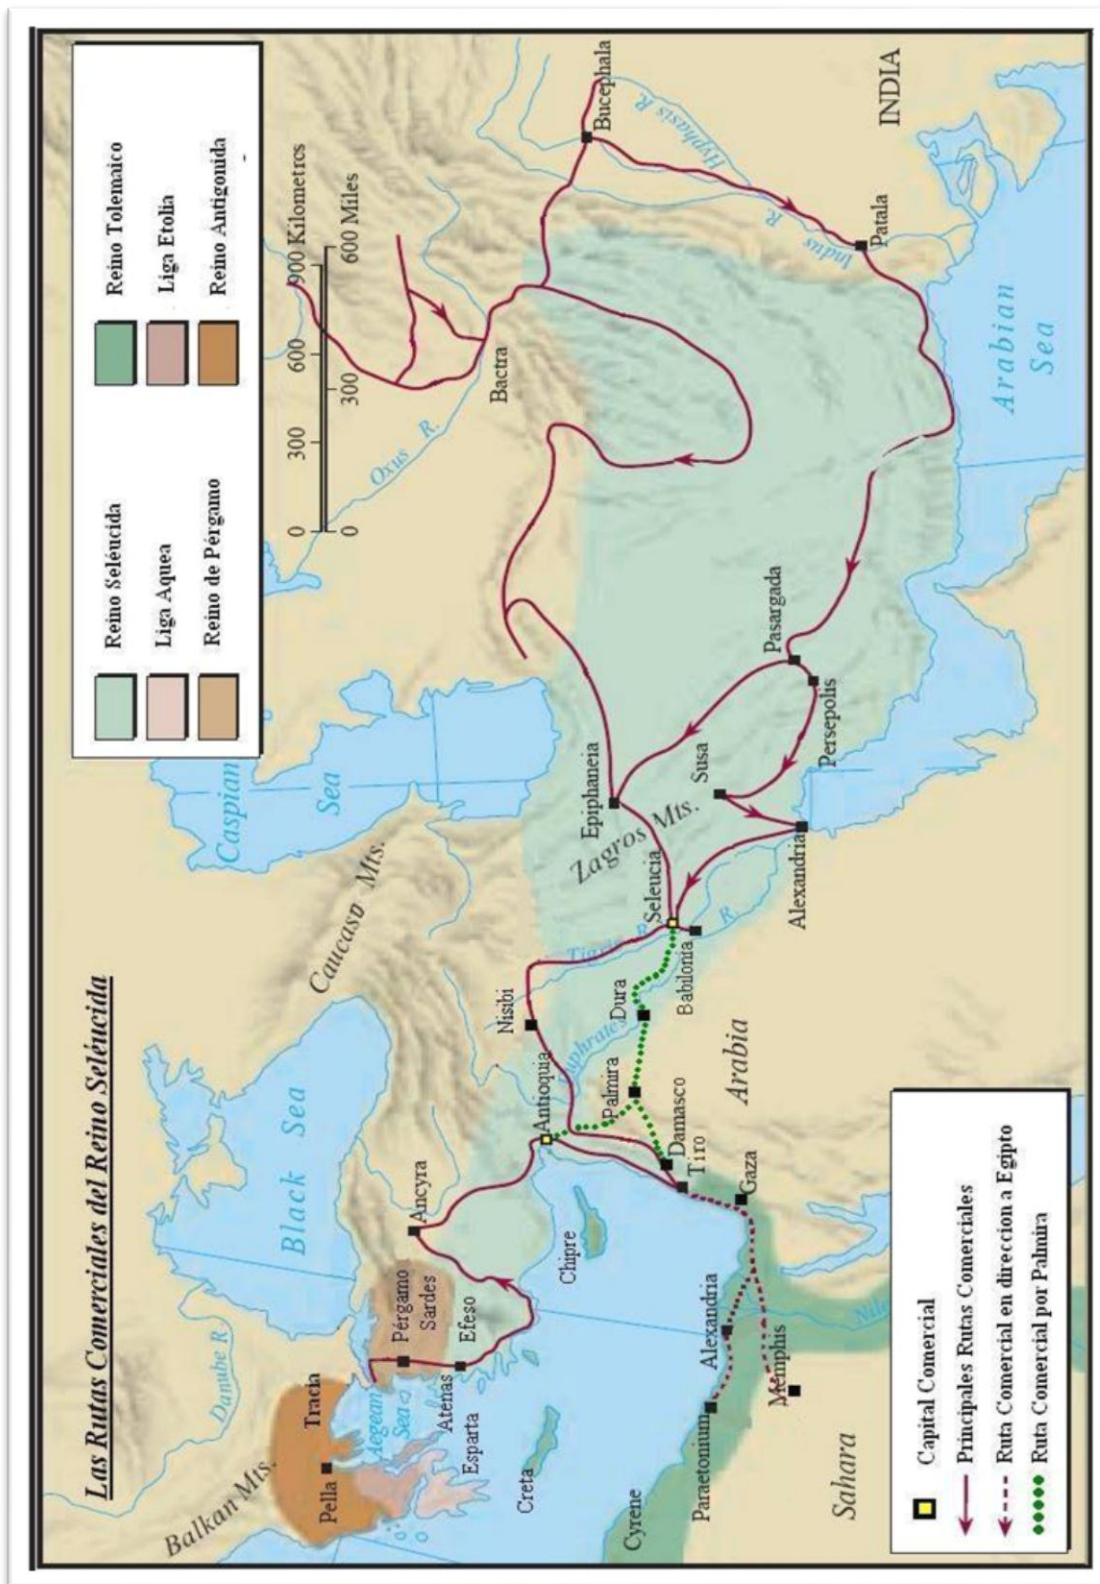 Las Rutas Comerciales del Reino Seléucida
Reino Seléucida
Reino Tolemaico
Liga Aquea
Liga Etolia
Reino de Pérgamo
Reino Antigonida
0 300 600 900 Kilometros
0 300 600 Miles
Balkan Mts.
Danube R.
Black Sea
Caucasp Mts.
Caspian Sea
Oxus R.
Bactra
Bucephala
Hyphasis R.
Indus R.
INDIA
Patala
Arabian Sea
Pella
Tracia
Aegean Sea
Pérgamo
Sardes
Ancyra
Atenas
Efeso
Esparta
Creta
Chipre
Antioquia
Nisibi
Tigris R.
Euphrates R.
Palmira
Dura
Seleucia
Babilonia
Epiphaneia
Zagros Mts.
Susa
Pasargada
Persepolis
Alexandria
Damasco
Tiro
Gaza
Arabia
Cyrene
Paraetonium
Alexandria
Memphis
Nile
Sahara
Capital Comercial
Principales Rutas Comerciales
Ruta Comercial en direccion a Egipto
Ruta Comercial por Palmira